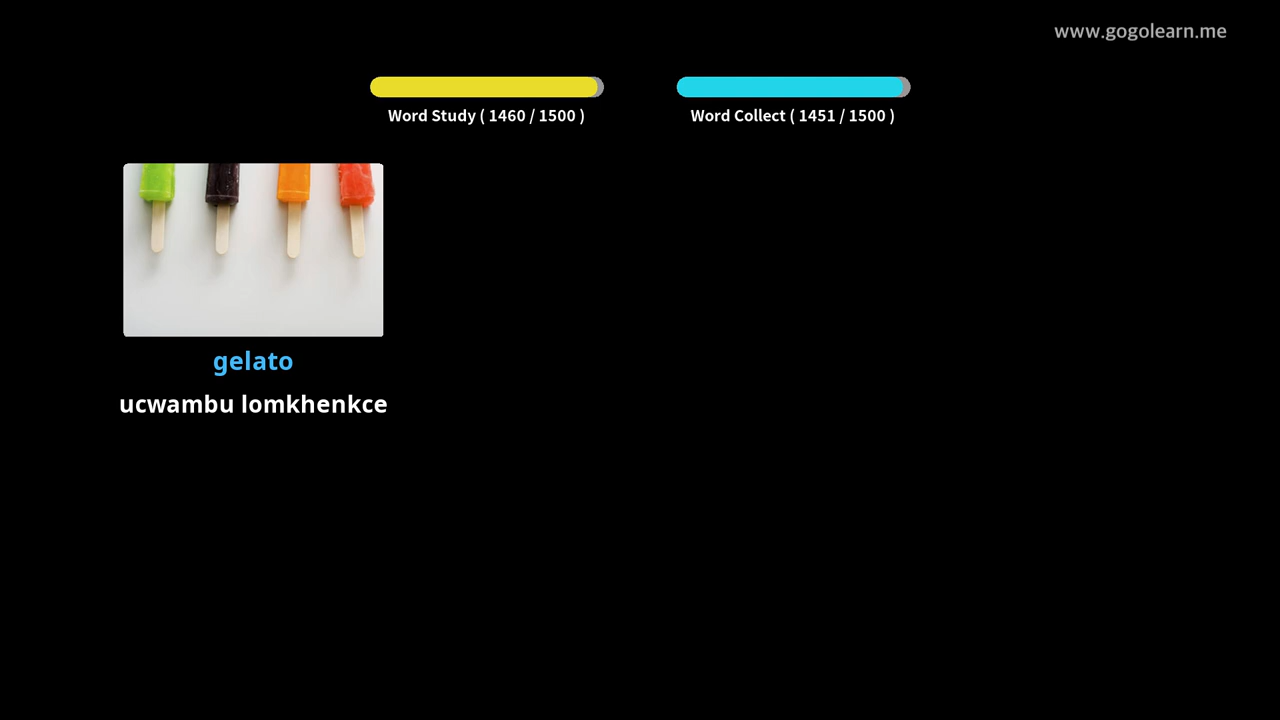 www.gogolearn.me
Word Study ( 1460 / 1500 )
Word Collect ( 1451 / 1500 )
gelato
ucwambu lomkhenkce